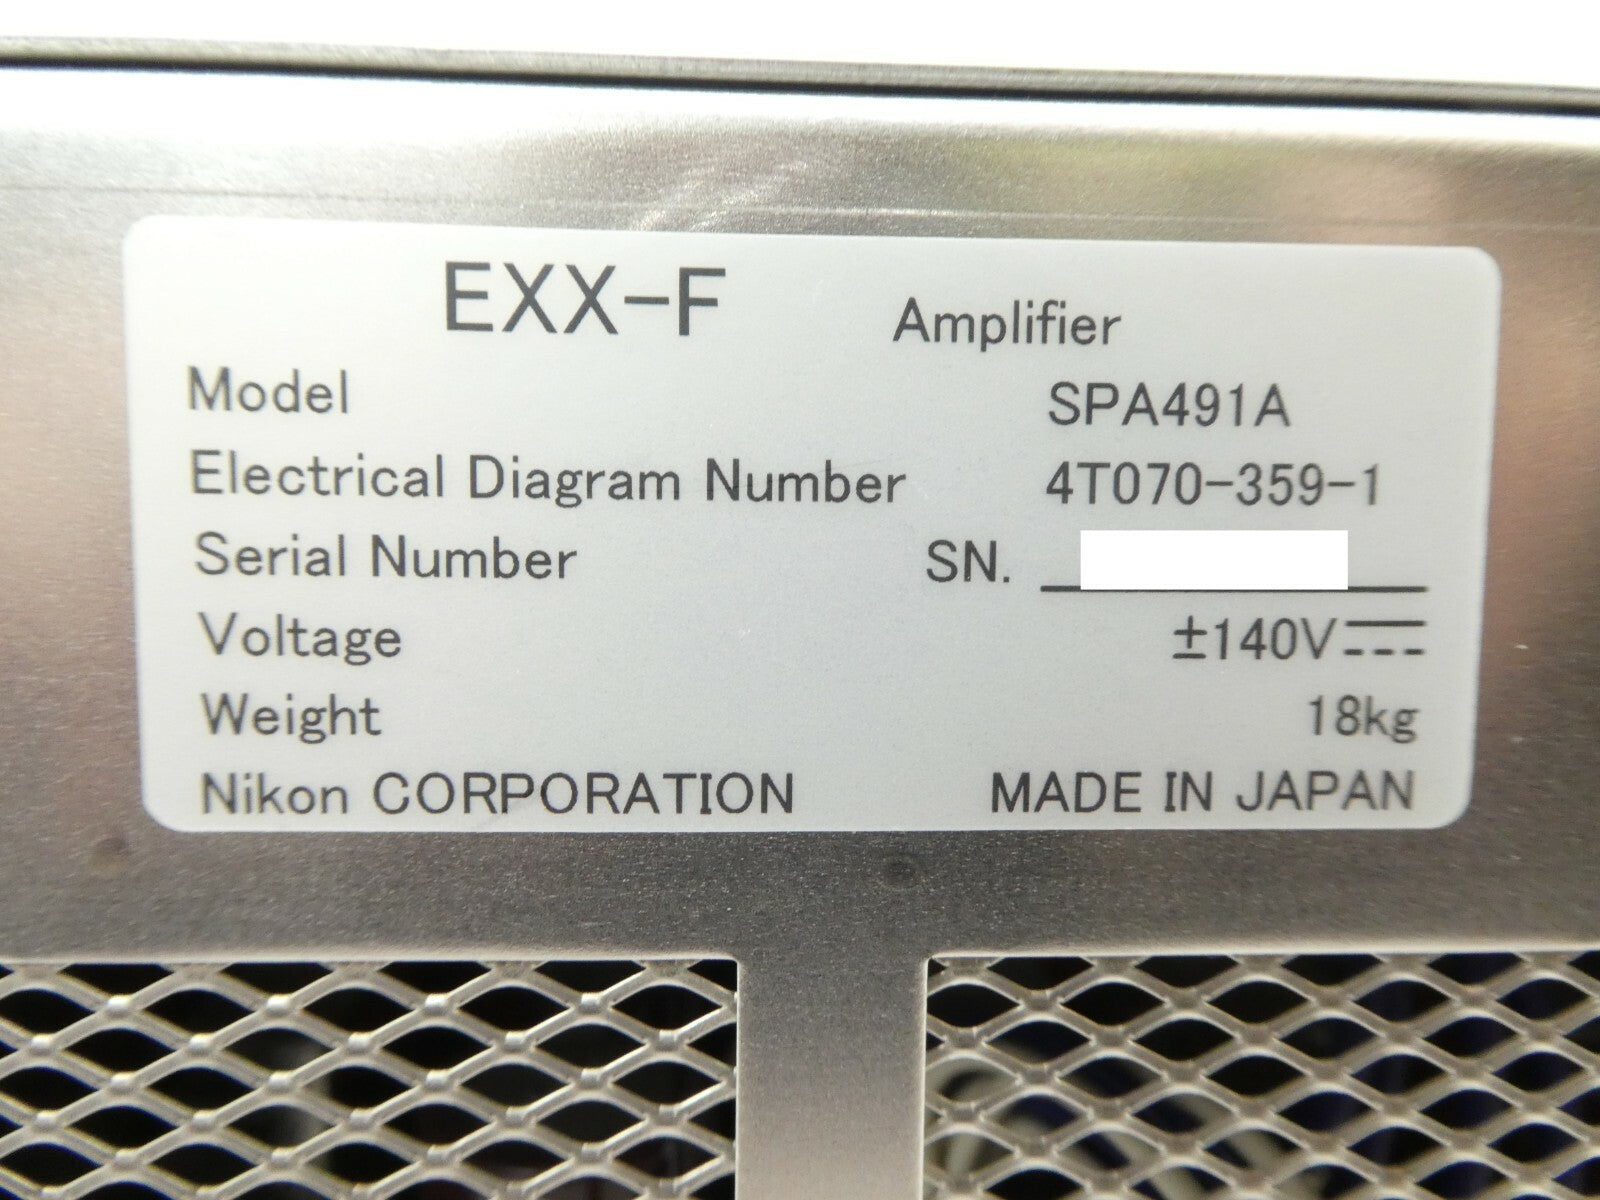 EXX-F Amplifier
Model SPA491A
Electrical Diagram Number 4T070-359-1
Serial Number SN.
Voltage ±140V⎓
Weight 18kg
Nikon CORPORATION MADE IN JAPAN